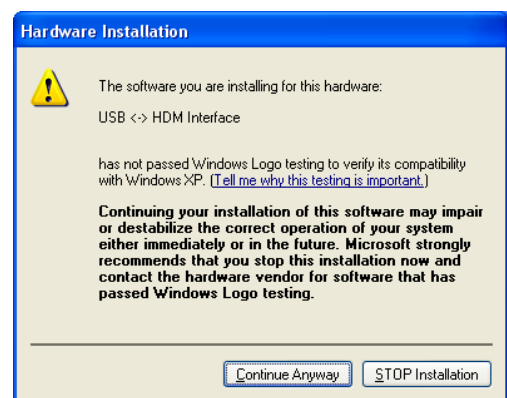 Hardware Installation
The software you are installing for this hardware:
USB <-> HDM Interface
has not passed Windows Logo testing to verify its compatibility
with Windows XP. (Tell me why this testing is important.)
Continuing your installation of this software may impair
or destabilize the correct operation of your system
either immediately or in the future. Microsoft strongly
recommends that you stop this installation now and
contact the hardware vendor for software that has
passed Windows Logo testing.
Continue Anyway
STOP Installation